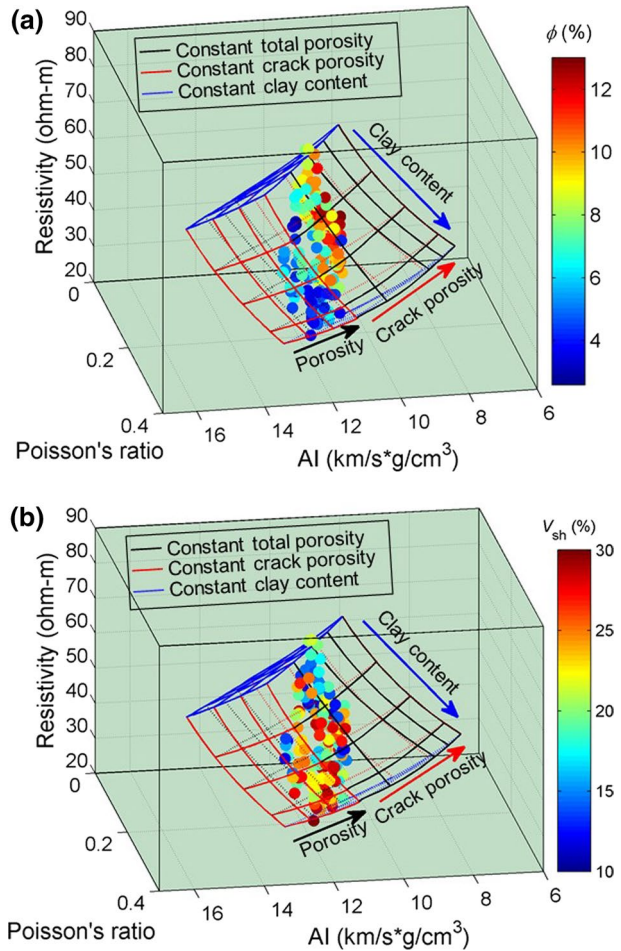 (a)
90
80
70
60
50
40
30
20
Resistivity (ohm-m)
Constant total porosity
Constant crack porosity
Constant clay content
Clay content
Porosity
Crack porosity
0
0.2
0.4
Poisson's ratio
16
14
12
10
8
6
AI (km/s*g/cm³)
ϕ (%)
12
10
8
6
4
(b)
90
80
70
60
50
40
30
20
Resistivity (ohm-m)
Constant total porosity
Constant crack porosity
Constant clay content
Clay content
Porosity
Crack porosity
0
0.2
0.4
Poisson's ratio
16
14
12
10
8
6
AI (km/s*g/cm³)
Vsh (%)
30
25
20
15
10